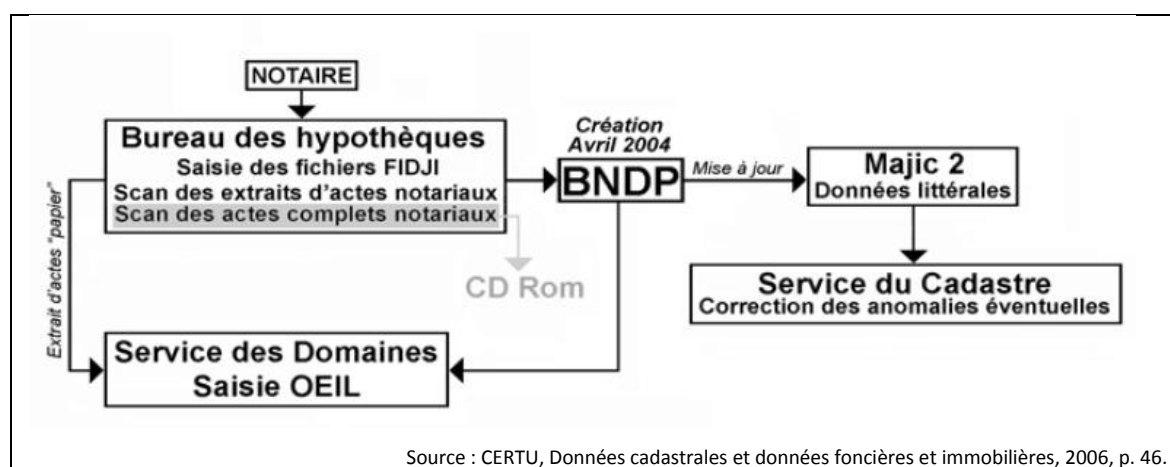 NOTAIRE
Bureau des hypothèques
Saisie des fichiers FIDJI
Scan des extraits d'actes notariaux
Scan des actes complets notariaux
CD Rom
Extrait d'actes "papier"
Création
Avril 2004
BNDP
Mise à jour
Majic 2
Données littérales
Service du Cadastre
Correction des anomalies éventuelles
Service des Domaines
Saisie OEIL
Source : CERTU, Données cadastrales et données foncières et immobilières, 2006, p. 46.